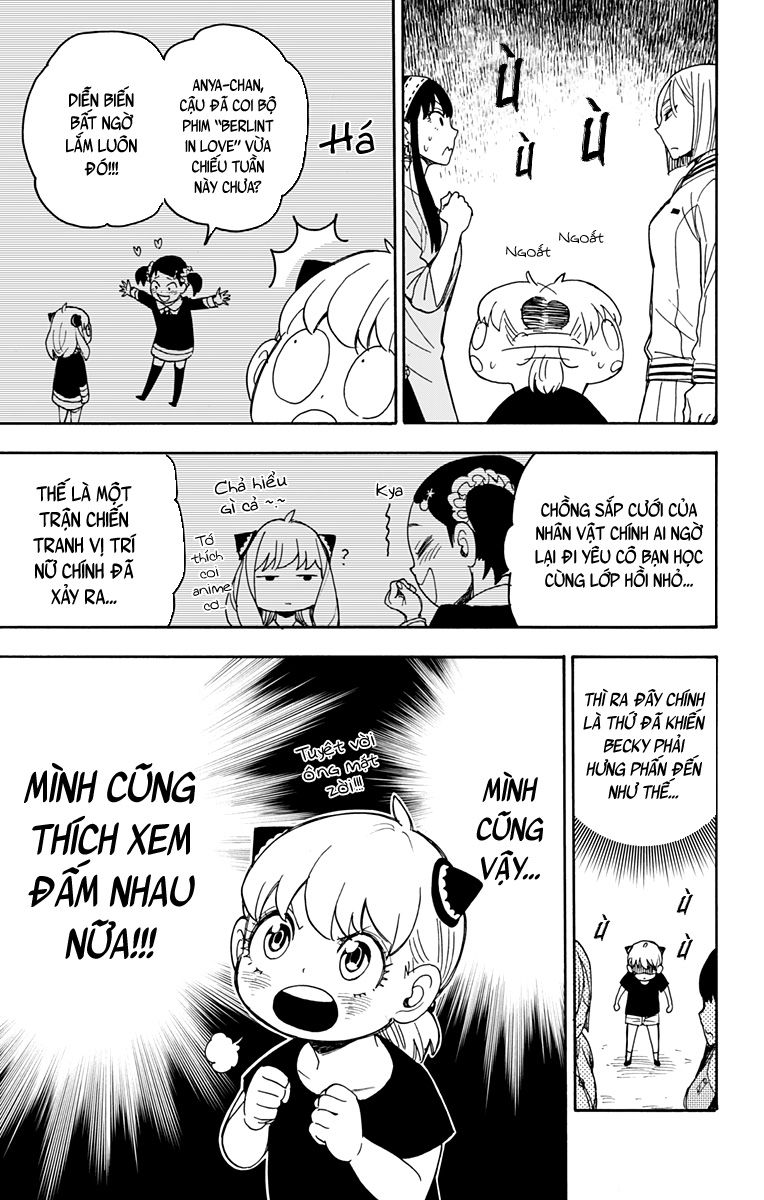 Ù
Ù
Ù
Ù
Ngoắt
Ngoắt
Há
ANYA-CHAN,
CẬU ĐÃ COI BỘ
PHIM “BERLINT
IN LOVE” VỪA
CHIẾU TUẦN
NÀY CHƯA?
DIỄN BIẾN
BẤT NGỜ
LẮM LUÔN
ĐÓ!!!
CHỒNG SẮP CƯỚI CỦA
NHÂN VẬT CHÍNH AI NGỜ
LẠI ĐI YÊU CÔ BẠN HỌC
CÙNG LỚP HỒI NHỎ...
Kya
Chả hiểu
gì cả ~.~
?
Tớ
thích
coi
anime
cơ...
THẾ LÀ MỘT
TRẬN CHIẾN
TRANH VỊ TRÍ
NỮ CHÍNH ĐÃ
XẢY RA...
THÌ RA ĐÂY CHÍNH
LÀ THỨ ĐÃ KHIẾN
BECKY PHẢI
HƯNG PHẤN ĐẾN
NHƯ THẾ...
Ù
Ù
Ù
MÌNH
CŨNG
VẬY...
Tuyệt vời
ông mặt
zời!!!
MÌNH CŨNG
THÍCH XEM
ĐẤM NHAU
NỮA!!!